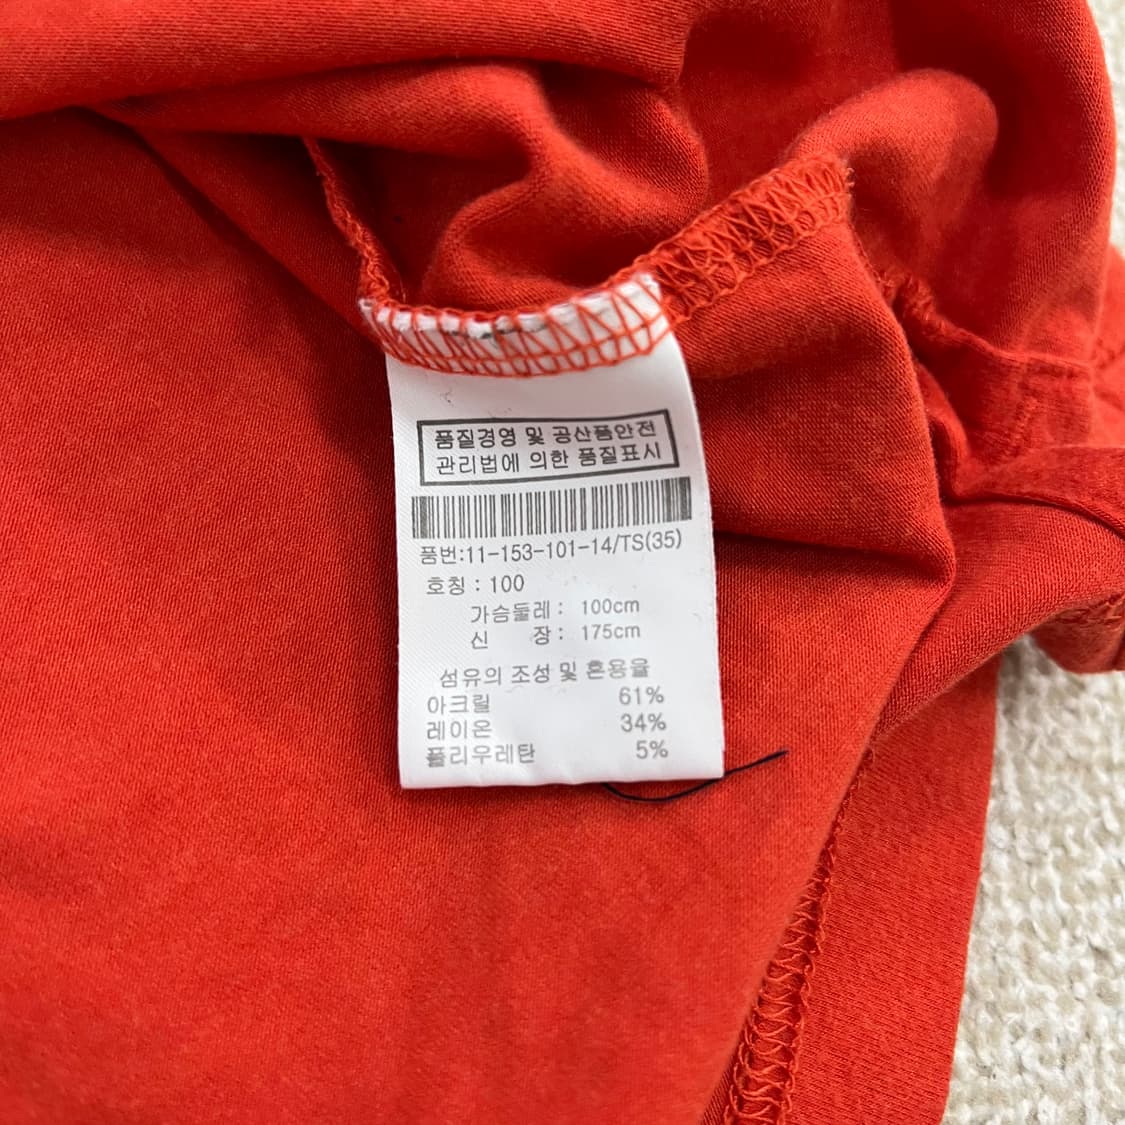 품질경영 및 공산품안전
관리법에 의한 품질표시
품번:11-153-101-14/TS(35)
호칭 : 100
가슴둘레 : 100cm
신 장 : 175cm
섬유의 조성 및 혼용율
아크릴 61%
레이온 34%
폴리우레탄 5%